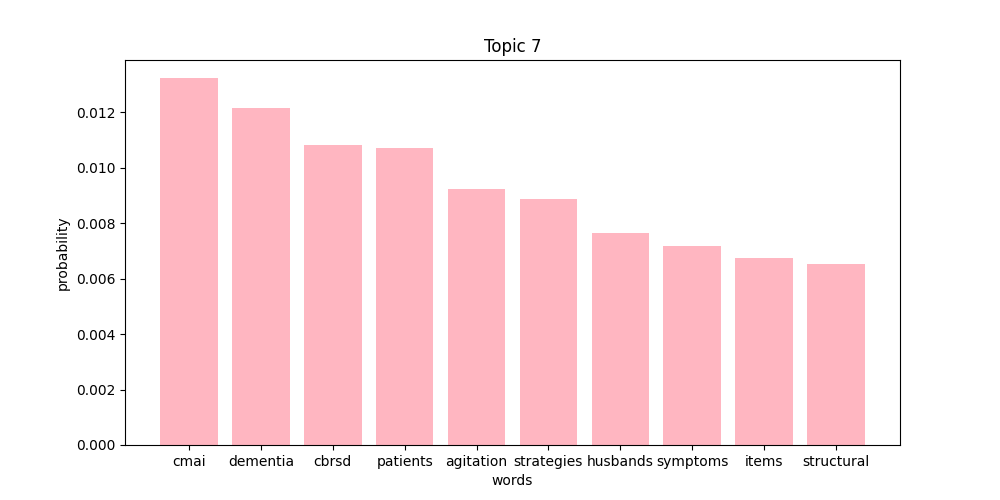 Topic 7
probability
0.012
0.010
0.008
0.006
0.004
0.002
0.000
cmai dementia cbrsd patients agitation strategies husbands symptoms items structural
words